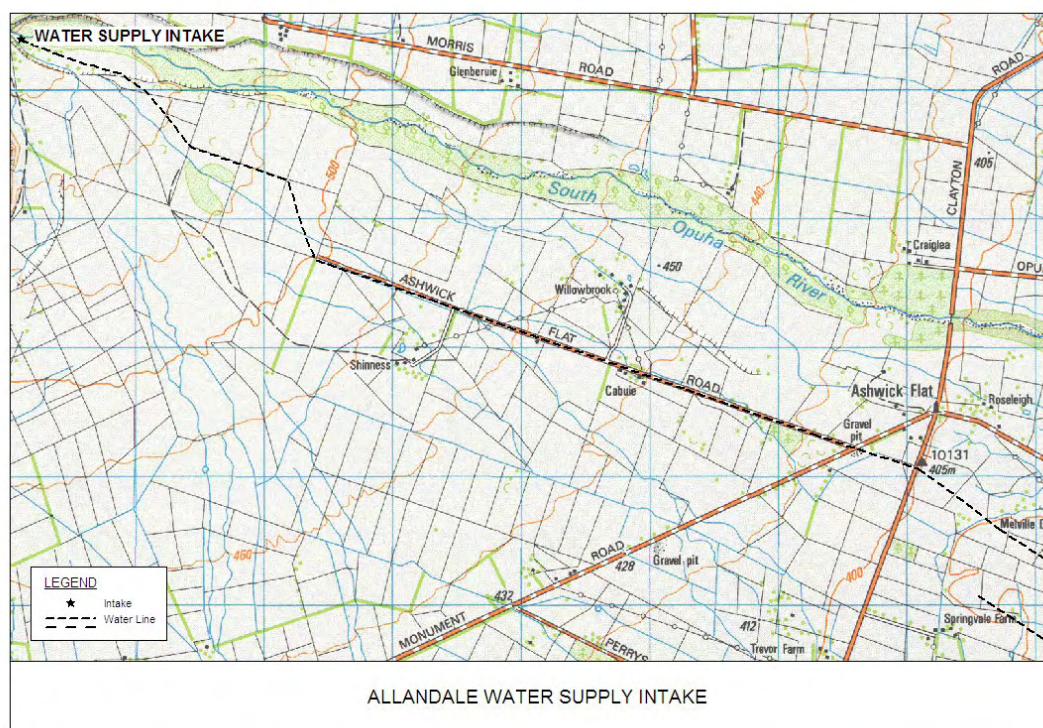 WATER SUPPLY INTAKE
MORRIS
ROAD
Glenberuie
ROAD
405
CLAYTON
500
440
South
Opuha
River
Craiglea
OPU
450
Willowbrook
ASHWICK
FLAT
ROAD
Shinness
Cabuie
Ashwick Flat
Roseleigh
Gravel
pit
10131
405m
Melville D
460
ROAD
Gravel pit
428
400
432
MONUMENT
PERRYS
412
Trevor Farm
Springvale Farm
LEGEND
Intake
Water Line
ALLANDALE WATER SUPPLY INTAKE